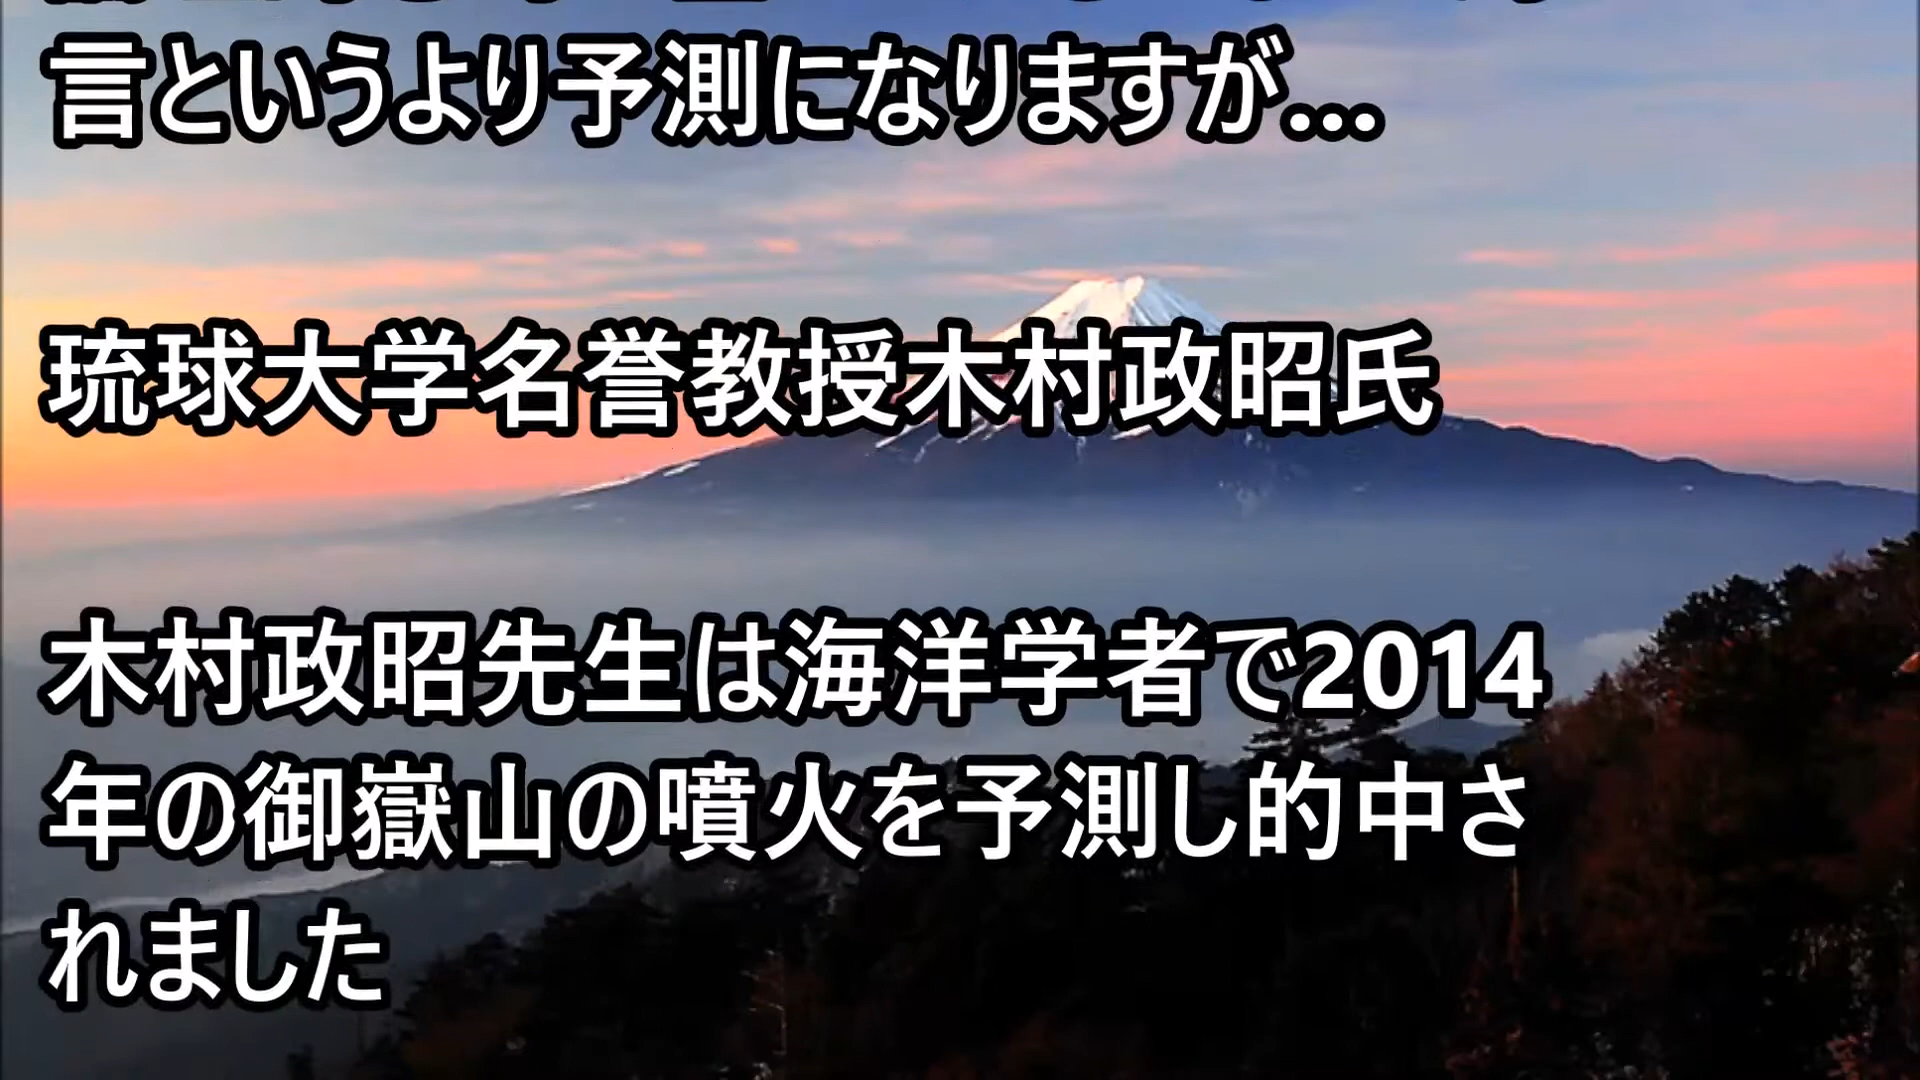 言というより予測になりますが...
琉球大学名誉教授木村政昭氏
木村政昭先生は海洋学者で2014
年の御嶽山の噴火を予測し的中さ
れました